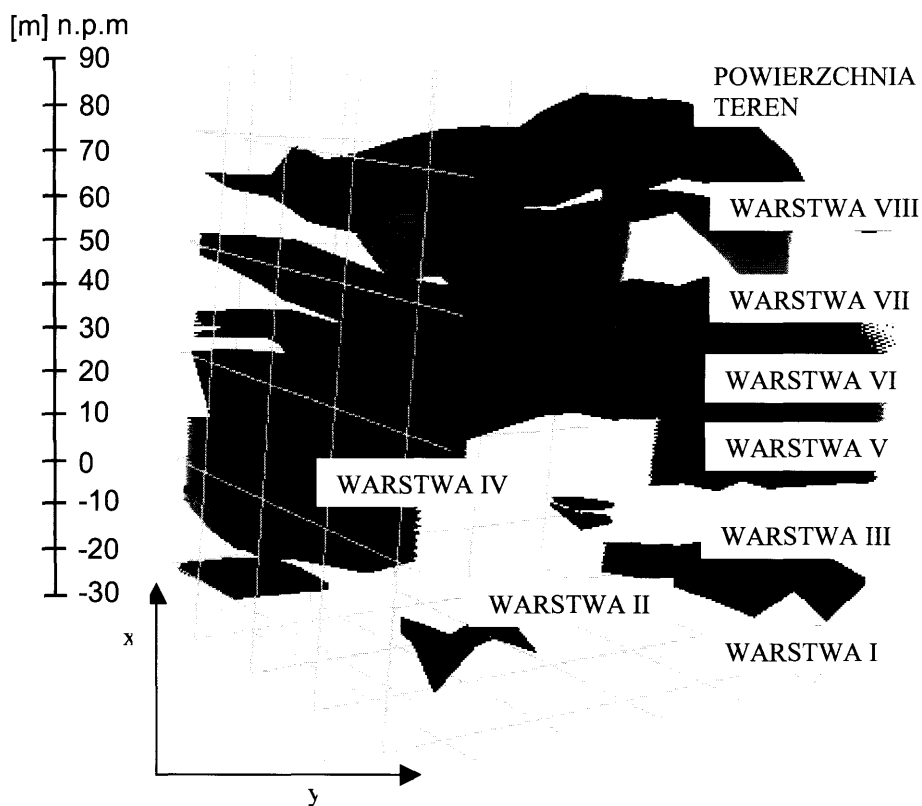 [m] n.p.m
90
80
70
60
50
40
30
20
10
0
-10
-20
-30
POWIERZCHNIA
TEREN
WARSTWA VIII
WARSTWA VII
WARSTWA VI
WARSTWA V
WARSTWA IV
WARSTWA III
WARSTWA II
WARSTWA I
x
y